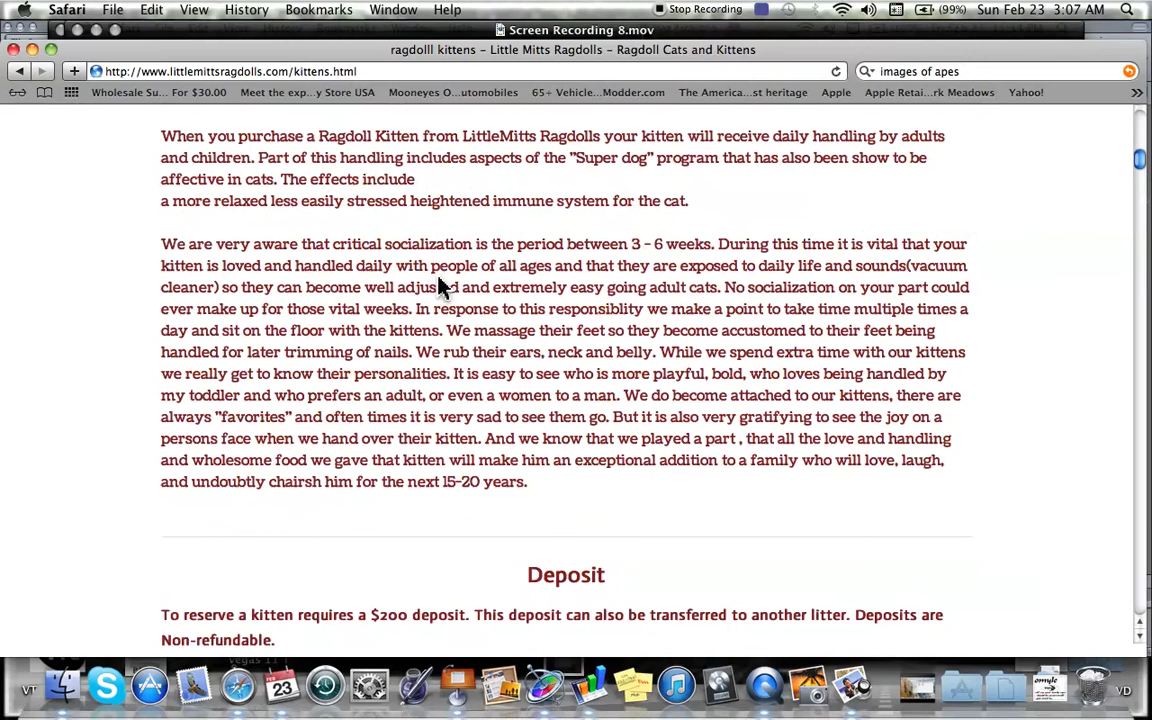 Safari File Edit View History Bookmarks Window Help Stop Recording (99%) Sun Feb 23 3:07 AM
Screen Recording 8.mov
ragdolll kittens – Little Mitts Ragdolls – Ragdoll Cats and Kittens
http://www.littlemittsragdolls.com/kittens.html images of apes
Wholesale Su... For $30.00 Meet the exp...y Store USA Mooneyes O...utomobiles 65+ Vehicle...Modder.com The America...st heritage Apple Apple Retai...rk Meadows Yahoo!
When you purchase a Ragdoll Kitten from LittleMitts Ragdolls your kitten will receive daily handling by adults
and children. Part of this handling includes aspects of the "Super dog" program that has also been show to be
affective in cats. The effects include
a more relaxed less easily stressed heightened immune system for the cat.
We are very aware that critical socialization is the period between 3 - 6 weeks. During this time it is vital that your
kitten is loved and handled daily with people of all ages and that they are exposed to daily life and sounds(vacuum
cleaner) so they can become well and extremely easy going adult cats. No socialization on your part could
ever make up for those vital weeks. In response to this responsiblity we make a point to take time multiple times a
day and sit on the floor with the kittens. We massage their feet so they become accustomed to their feet being
handled for later trimming of nails. We rub their ears, neck and belly. While we spend extra time with our kittens
we really get to know their personalities. It is easy to see who is more playful, bold, who loves being handled by
my toddler and who prefers an adult, or even a women to a man. We do become attached to our kittens, there are
always "favorites" and often times it is very sad to see them go. But it is also very gratifying to see the joy on a
persons face when we hand over their kitten. And we know that we played a part , that all the love and handling
and wholesome food we gave that kitten will make him an exceptional addition to a family who will love, laugh,
and undoubtly chairsh him for the next 15-20 years.
Deposit
To reserve a kitten requires a $200 deposit. This deposit can also be transferred to another litter. Deposits are
Non-refundable.
VT FEB 23 VD